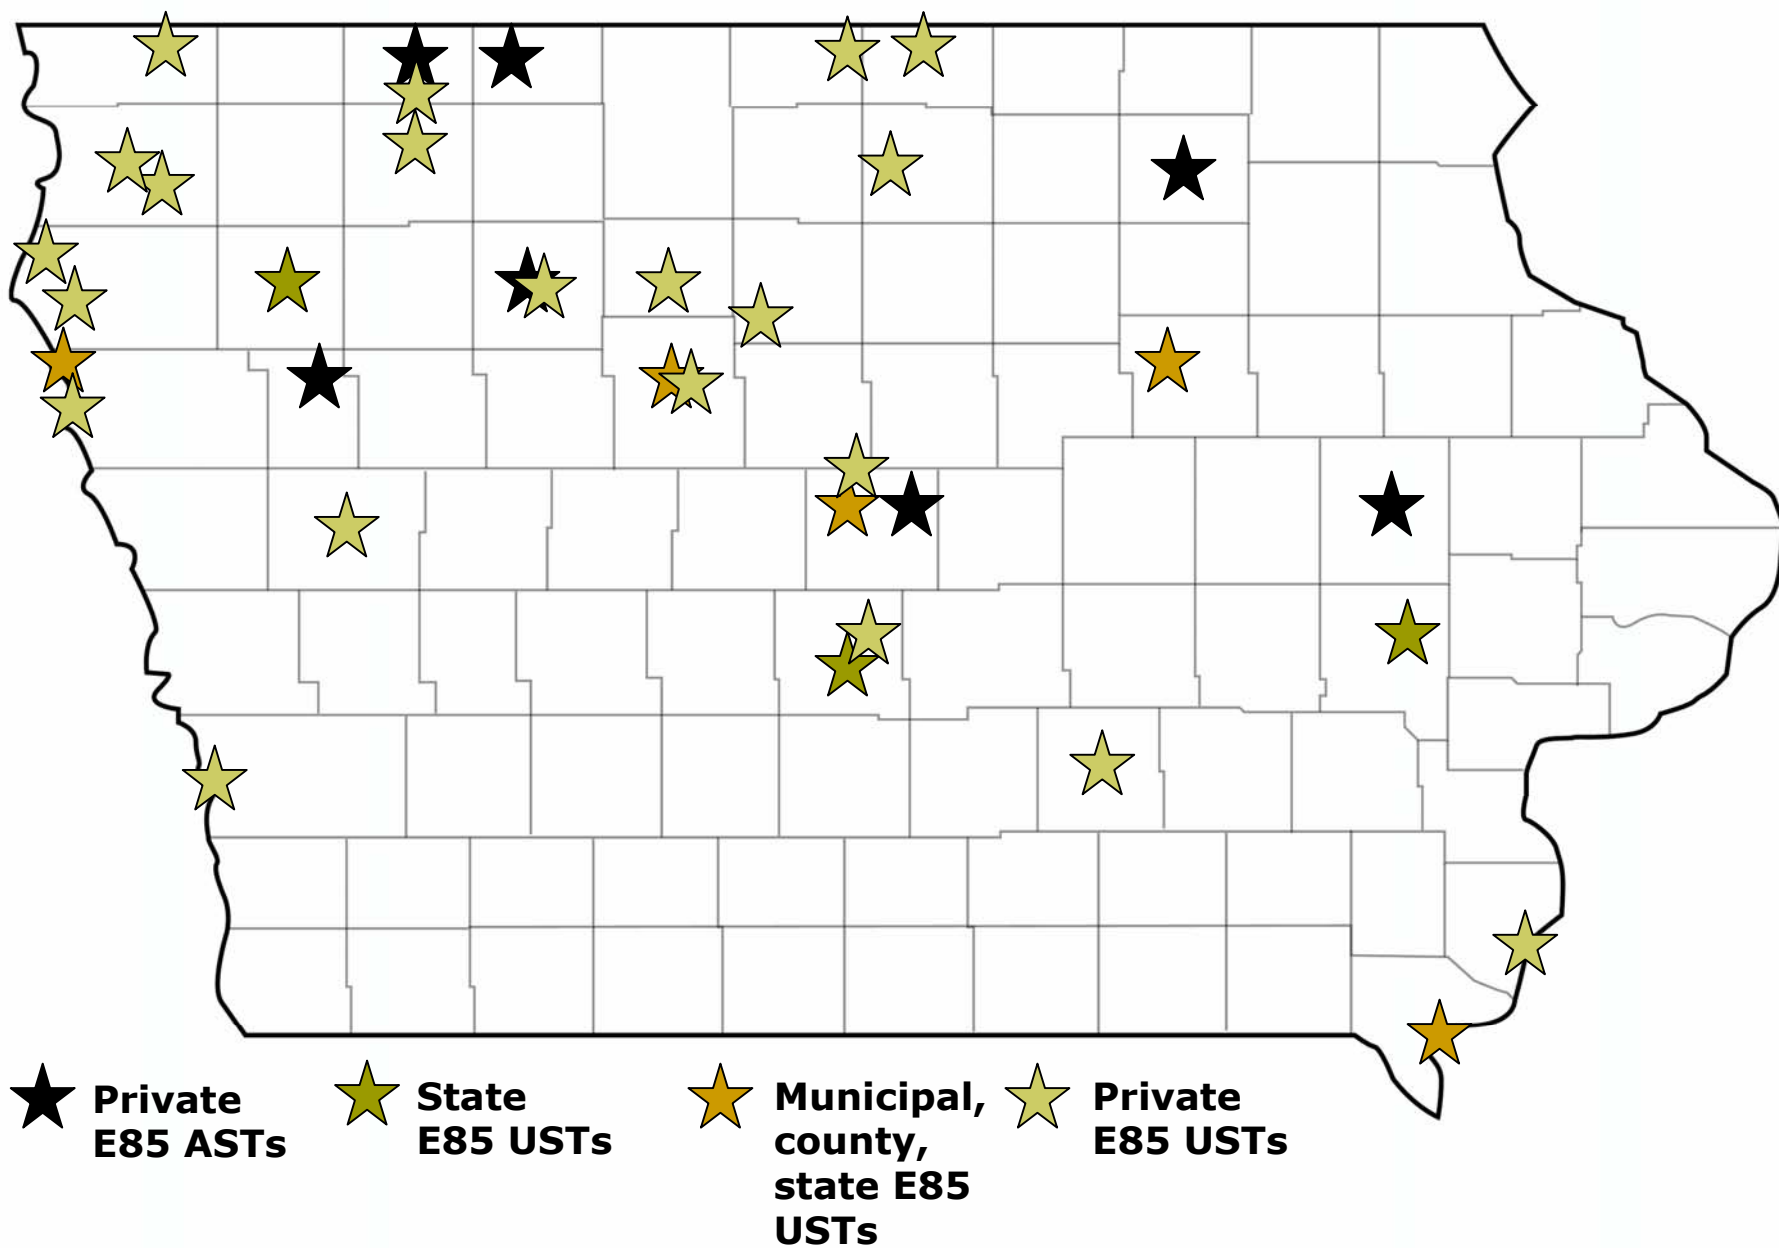 Private
E85 ASTs
State
E85 USTs
Municipal,
county,
state E85
USTs
Private
E85 USTs